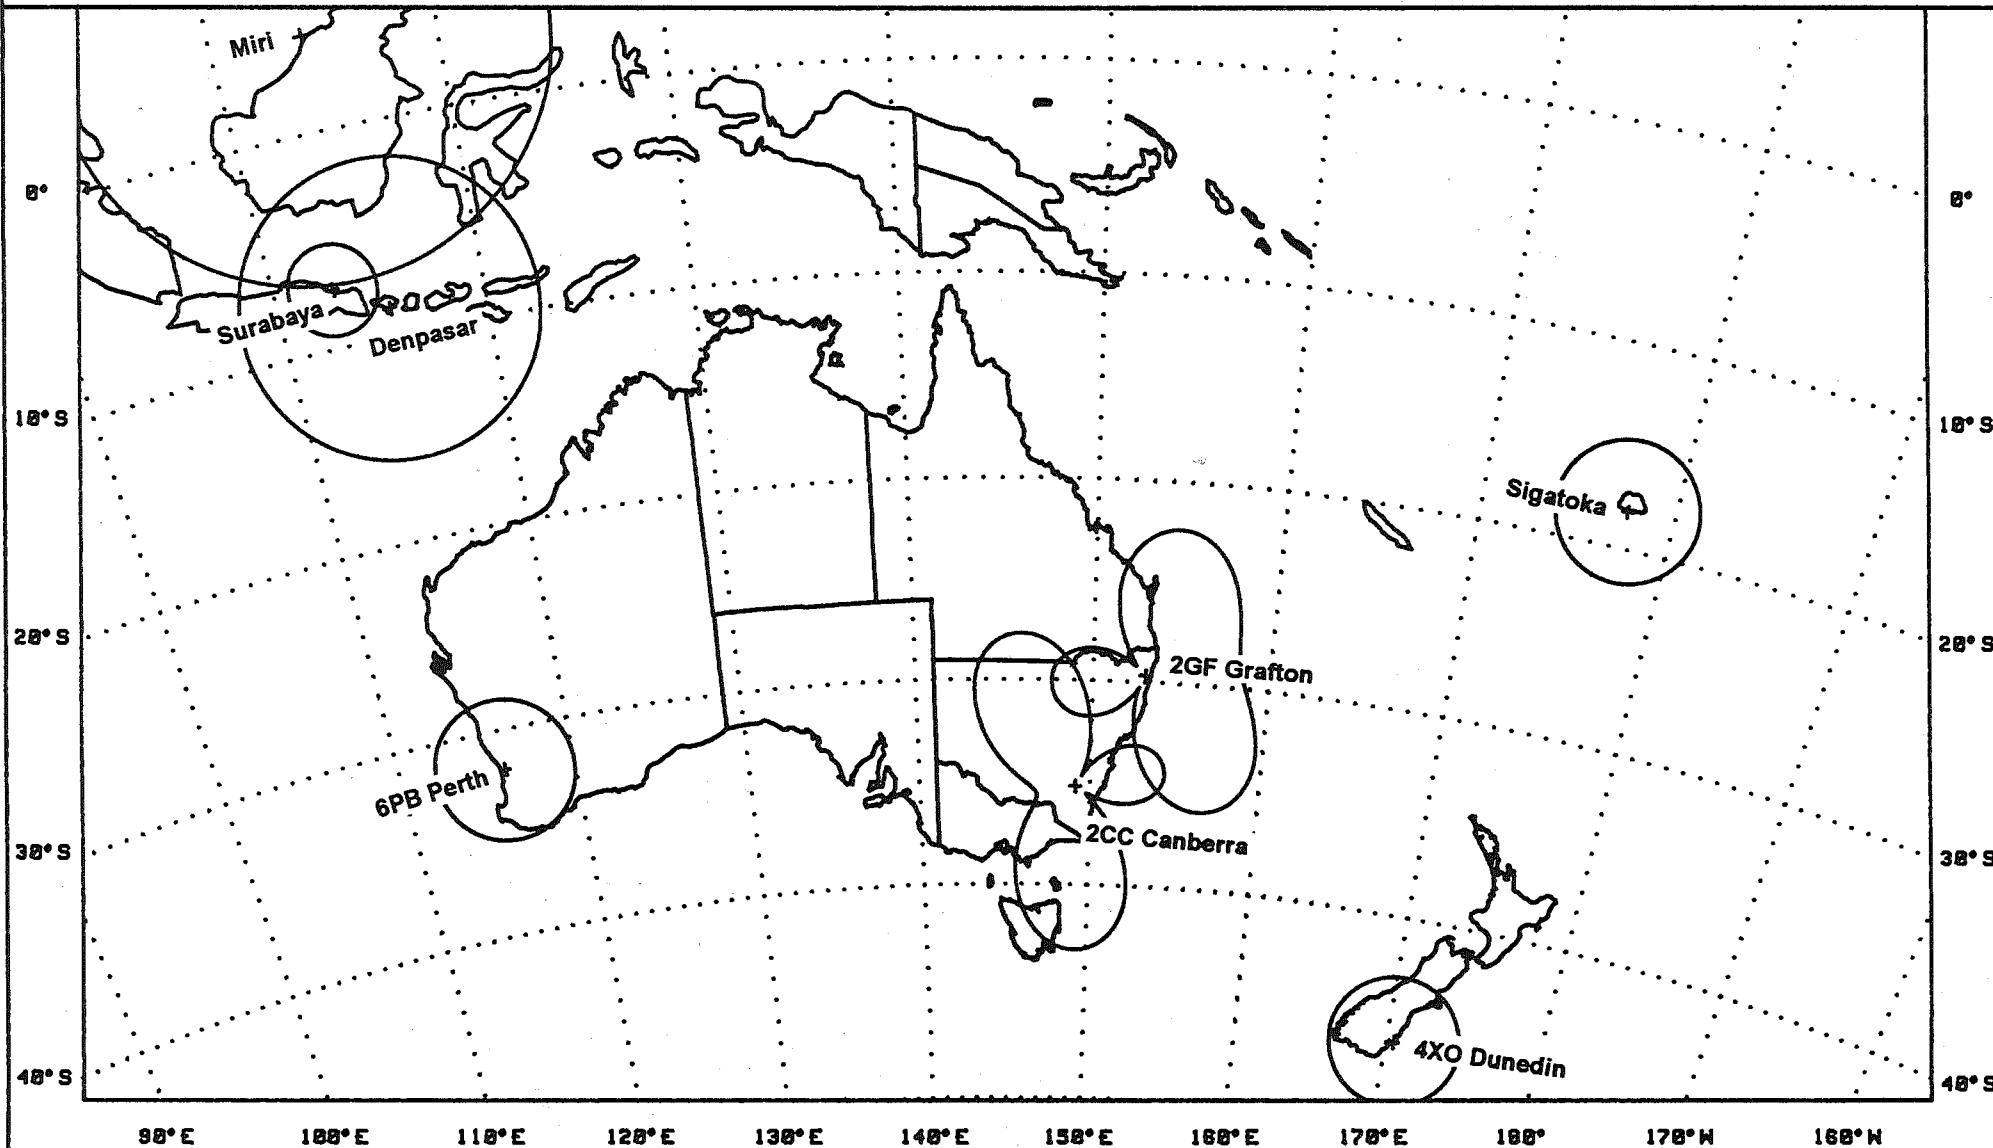 Miri
0° 0°
Surabaya
Denpasar
10°S 10°S
Sigatoka
20°S 20°S
2GF Grafton
6PB Perth
2CC Canberra
30°S 30°S
4XO Dunedin
40°S 40°S
90°E 100°E 110°E 120°E 130°E 140°E 150°E 160°E 170°E 180° 170°W 160°W